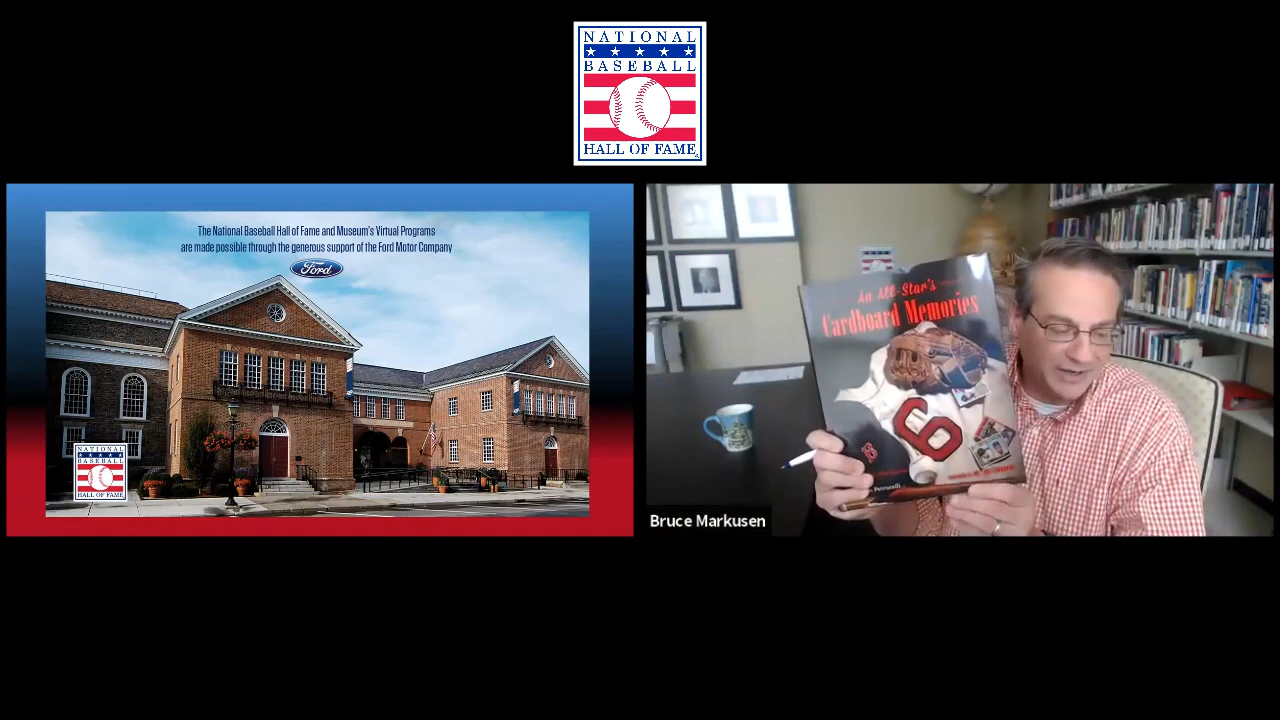 NATIONAL
BASEBALL
HALL OF FAME
The National Baseball Hall of Fame and Museum's Virtual Programs
are made possible through the generous support of the Ford Motor Company
Ford
NATIONAL
BASEBALL
HALL OF FAME
An All-Star's
Cardboard Memories
6
B
Petrocelli
Bruce Markusen